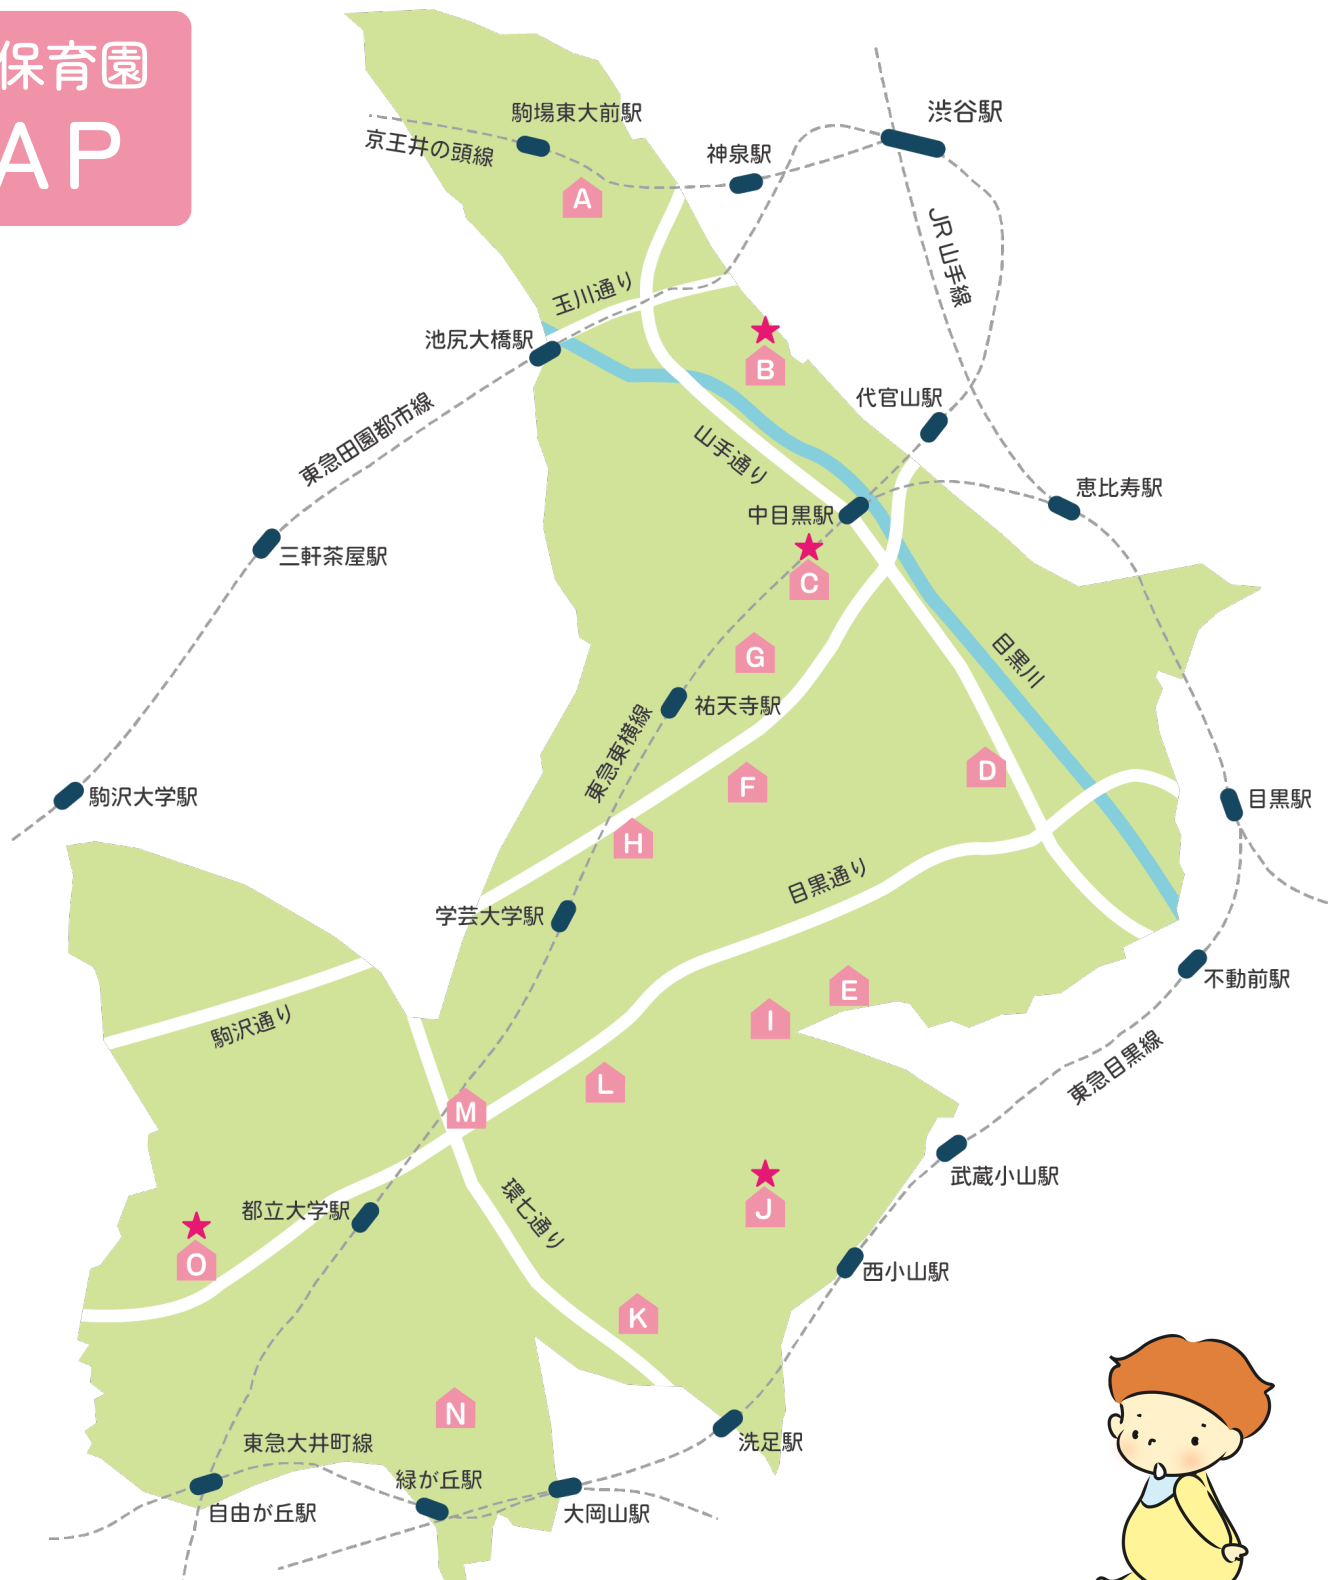 保育園
AP
駒場東大前駅
渋谷駅
京王井の頭線
神泉駅
A
JR山手線
玉川通り
池尻大橋駅
B
代官山駅
東急田園都市線
山手通り
恵比寿駅
中目黒駅
三軒茶屋駅
C
G
目黒川
祐天寺駅
東急東横線
D
F
駒沢大学駅
目黒駅
H
目黒通り
学芸大学駅
不動前駅
E
駒沢通り
I
東急目黒線
L
M
武蔵小山駅
都立大学駅
環七通り
J
O
西小山駅
K
N
東急大井町線
洗足駅
緑が丘駅
自由が丘駅
大岡山駅